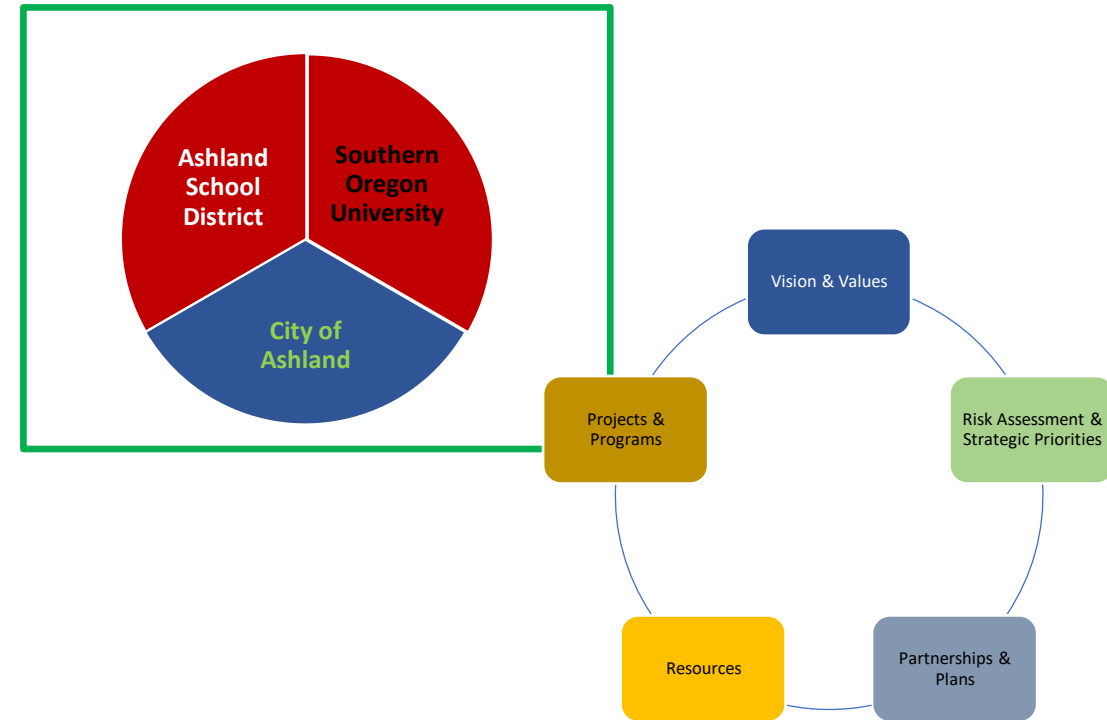 Ashland
School
District
Southern
Oregon
University
City of
Ashland
Vision & Values
Projects &
Programs
Risk Assessment &
Strategic Priorities
Resources
Partnerships &
Plans